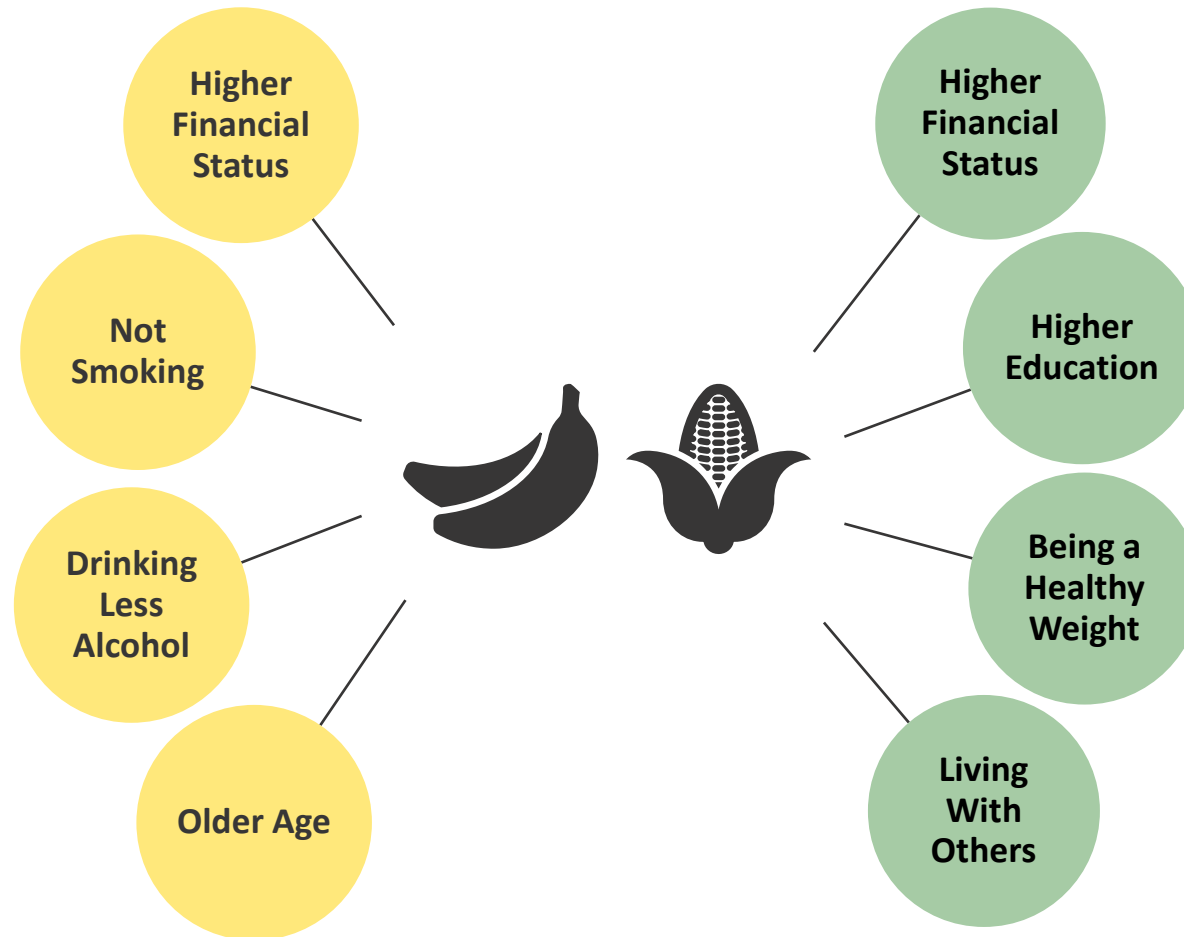 Higher
Financial
Status
Not
Smoking
Drinking
Less
Alcohol
Older Age
Higher
Financial
Status
Higher
Education
Being a
Healthy
Weight
Living
With
Others